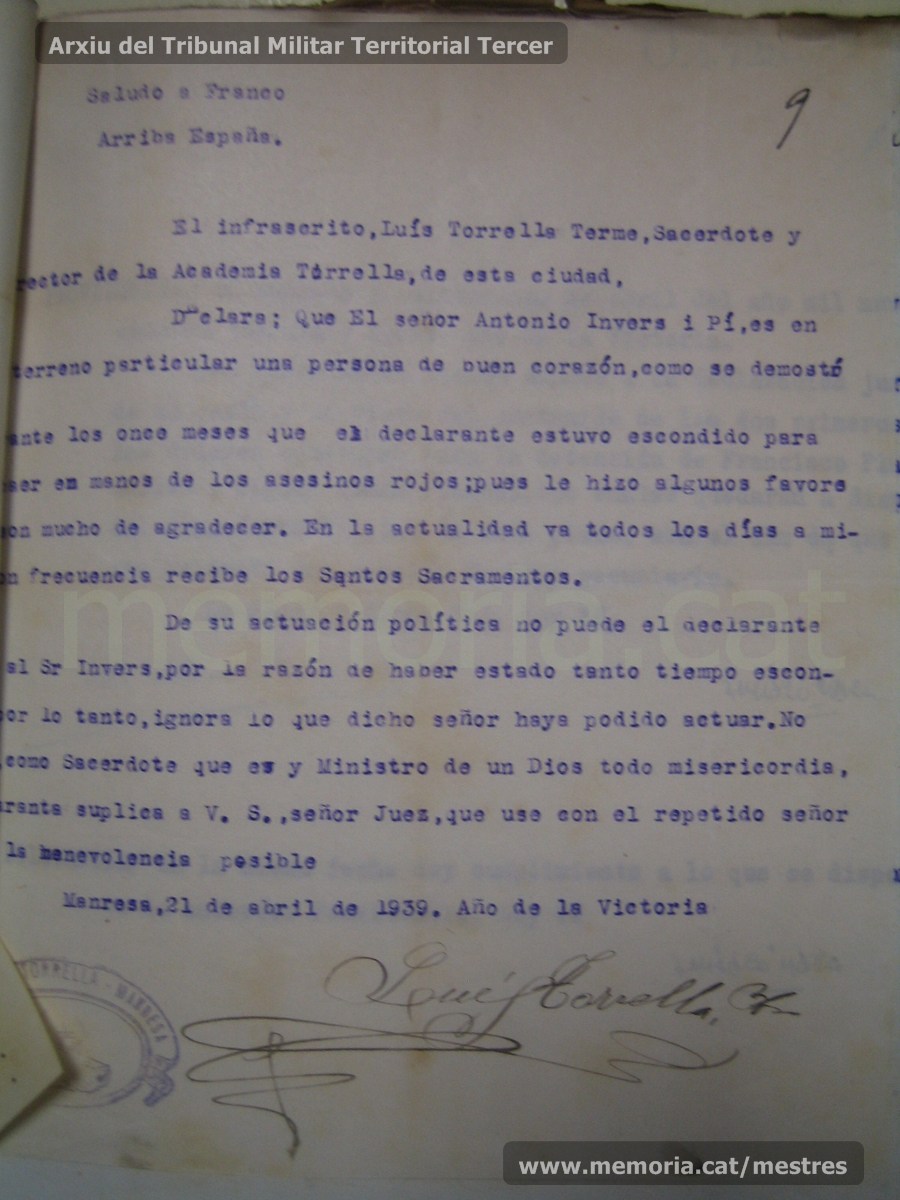 Arxiu del Tribunal Militar Territorial Tercer
Saludo a Franco
9
Arriba España.
El infrascrito,Luís Torrella Terme,Sacerdote y
rector de la Academia Torrella,de esta ciudad,
Declara; Que El señor Antonio Invers i Pí,es en
terreno particular una persona de buen corazón,como se demostró
ante los once meses que el declarante estuvo escondido para
ser en manos de los asesinos rojos;pues le hizo algunos favore
on mucho de agradecer. En la actualidad va todos los días a mi-
on frecuencia recibe los Santos Sacramentos.
memoria.cat
De su actuación política no puede el declarante
al Sr Invers,por la razón de haber estado tanto tiempo escon-
por lo tanto,ignora lo que dicho señor haya podido actuar.No
,como Sacerdote que es y Ministro de un Dios todo misericordia,
arante suplica a V. S.,señor Juez,que use con el repetido señor
la benevolencia posible
Manresa,21 de abril de 1939. Año de la Victoria
TORRELLA - MANRESA
Luis Torrella,
www.memoria.cat/mestres